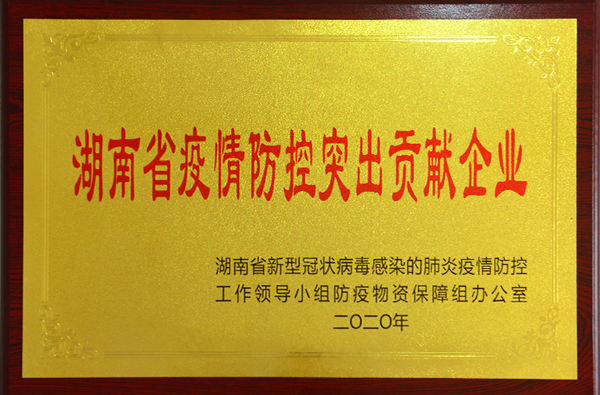 湖南省疫情防控突出贡献企业
湖南省新型冠状病毒感染的肺炎疫情防控
工作领导小组防疫物资保障组办公室
二〇二〇年